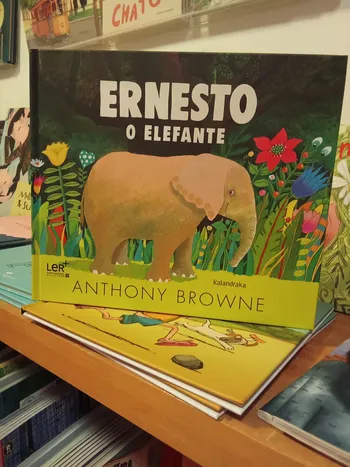 CHATO
ERNESTO
O ELEFANTE
LER+
Kalandraka
ANTHONY BROWNE